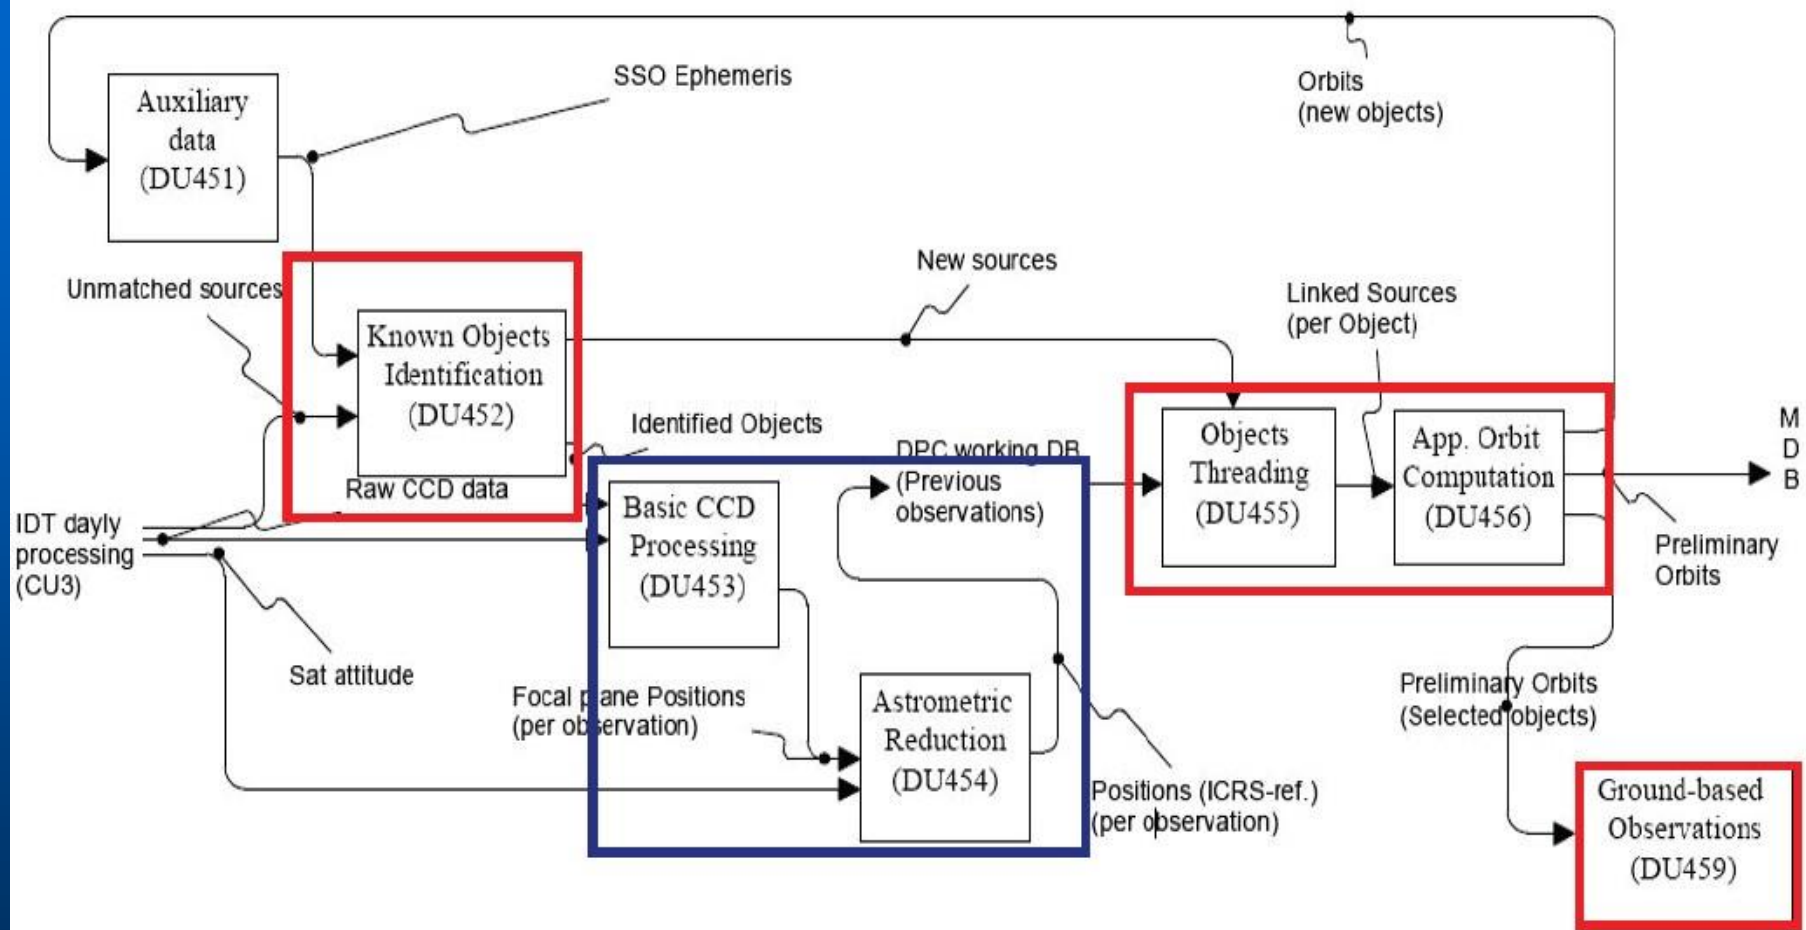 SSO Ephemeris
Orbits
(new objects)
Auxiliary
data
(DU451)
New sources
Unmatched sources
Linked Sources
(per Object)
Known Objects
Identification
(DU452)
Identified Objects
DPC working DB
(Previous
observations)
Objects
Threading
(DU455)
App. Orbit
Computation
(DU456)
M
D
B
Raw CCD data
Basic CCD
Processing
(DU453)
IDT dayly
processing
(CU3)
Preliminary
Orbits
Sat attitude
Focal plane Positions
(per observation)
Astrometric
Reduction
(DU454)
Preliminary Orbits
(Selected objects)
Positions (ICRS-ref.)
(per observation)
Ground-based
Observations
(DU459)